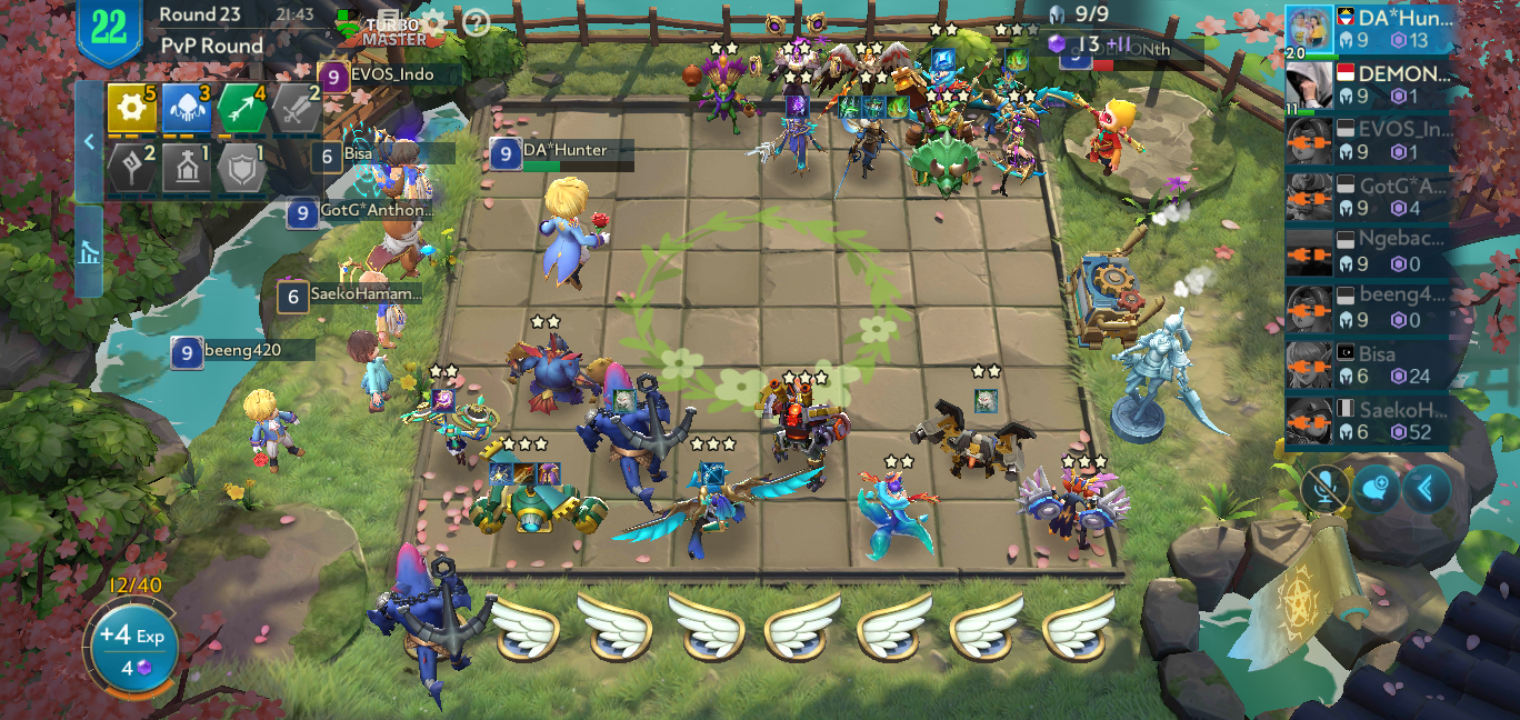 22
Round 23
21:43
PvP Round
TURBO
MASTER
?
9 EVOS_Indo
5
3
4
2
2
1
1
6 Bisa
9 DA*Hunter
9 GotG*Anthon...
6 SaekoHamam...
9 beeng420
9/9
13 +11
DA*Hun...
20
9 13
DEMON...
11
9 1
EVOS_In...
9 1
GotG*A...
9 4
Ngebac...
9 0
beeng4...
9 0
Bisa
6 24
SaekoH...
6 52
12/40
+4 Exp
4